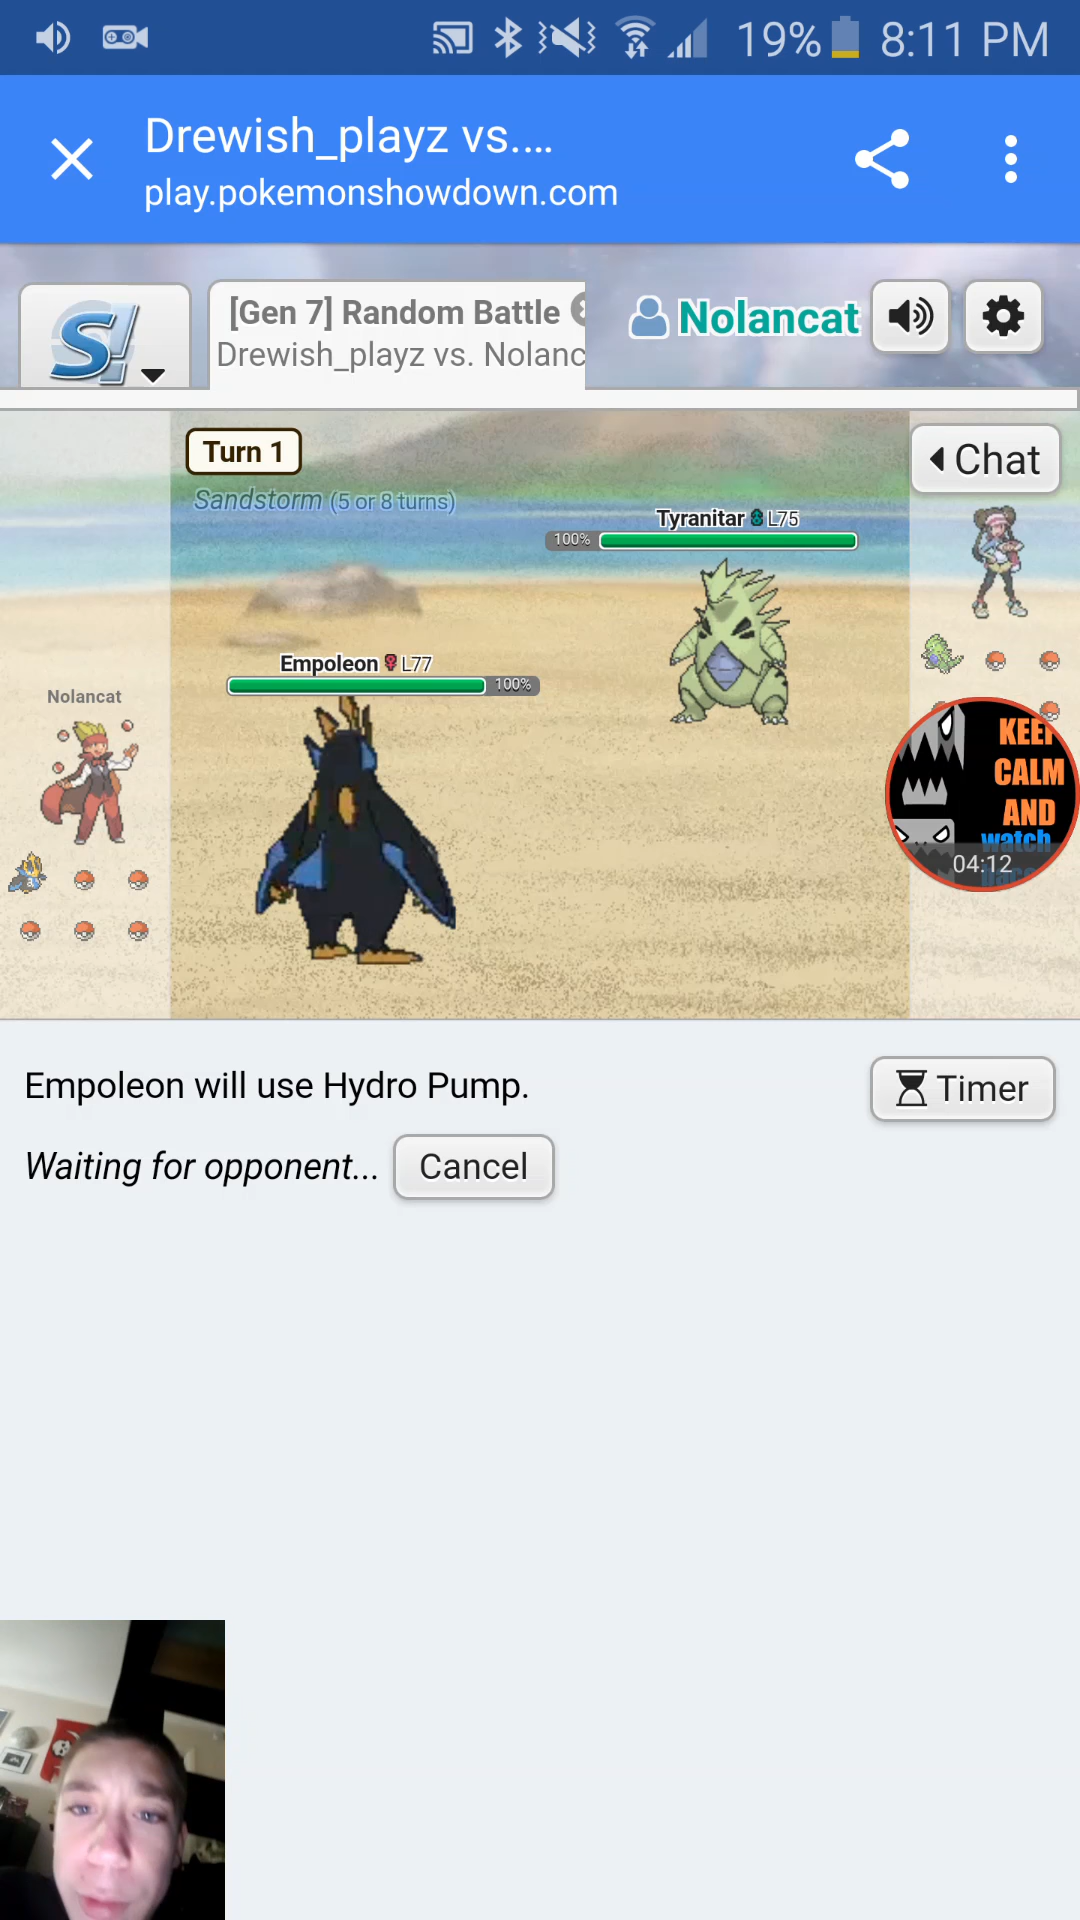 19% 8:11 PM
Drewish_playz vs....
play.pokemonshowdown.com
S!
[Gen 7] Random Battle
Drewish_playz vs. Nolanc
Nolancat
Turn 1
Chat
Sandstorm (5 or 8 turns)
Tyranitar L75
100%
Empoleon L77
100%
Nolancat
KEEP
CALM
AND
watch
04:12
Empoleon will use Hydro Pump.
Timer
Waiting for opponent...
Cancel